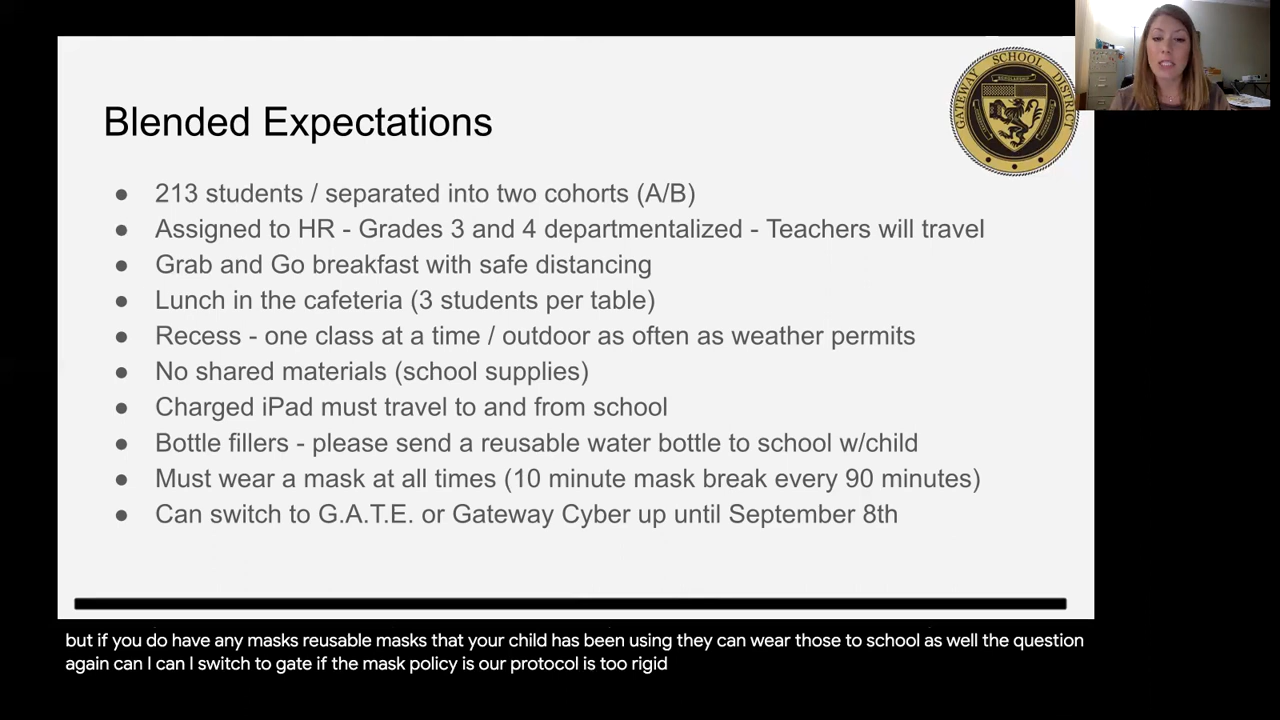 Blended Expectations
GATEWAY SCHOOL DISTRICT
● 213 students / separated into two cohorts (A/B)
● Assigned to HR - Grades 3 and 4 departmentalized - Teachers will travel
● Grab and Go breakfast with safe distancing
● Lunch in the cafeteria (3 students per table)
● Recess - one class at a time / outdoor as often as weather permits
● No shared materials (school supplies)
● Charged iPad must travel to and from school
● Bottle fillers - please send a reusable water bottle to school w/child
● Must wear a mask at all times (10 minute mask break every 90 minutes)
● Can switch to G.A.T.E. or Gateway Cyber up until September 8th
but if you do have any masks reusable masks that your child has been using they can wear those to school as well the question
again can I can I switch to gate if the mask policy is our protocol is too rigid